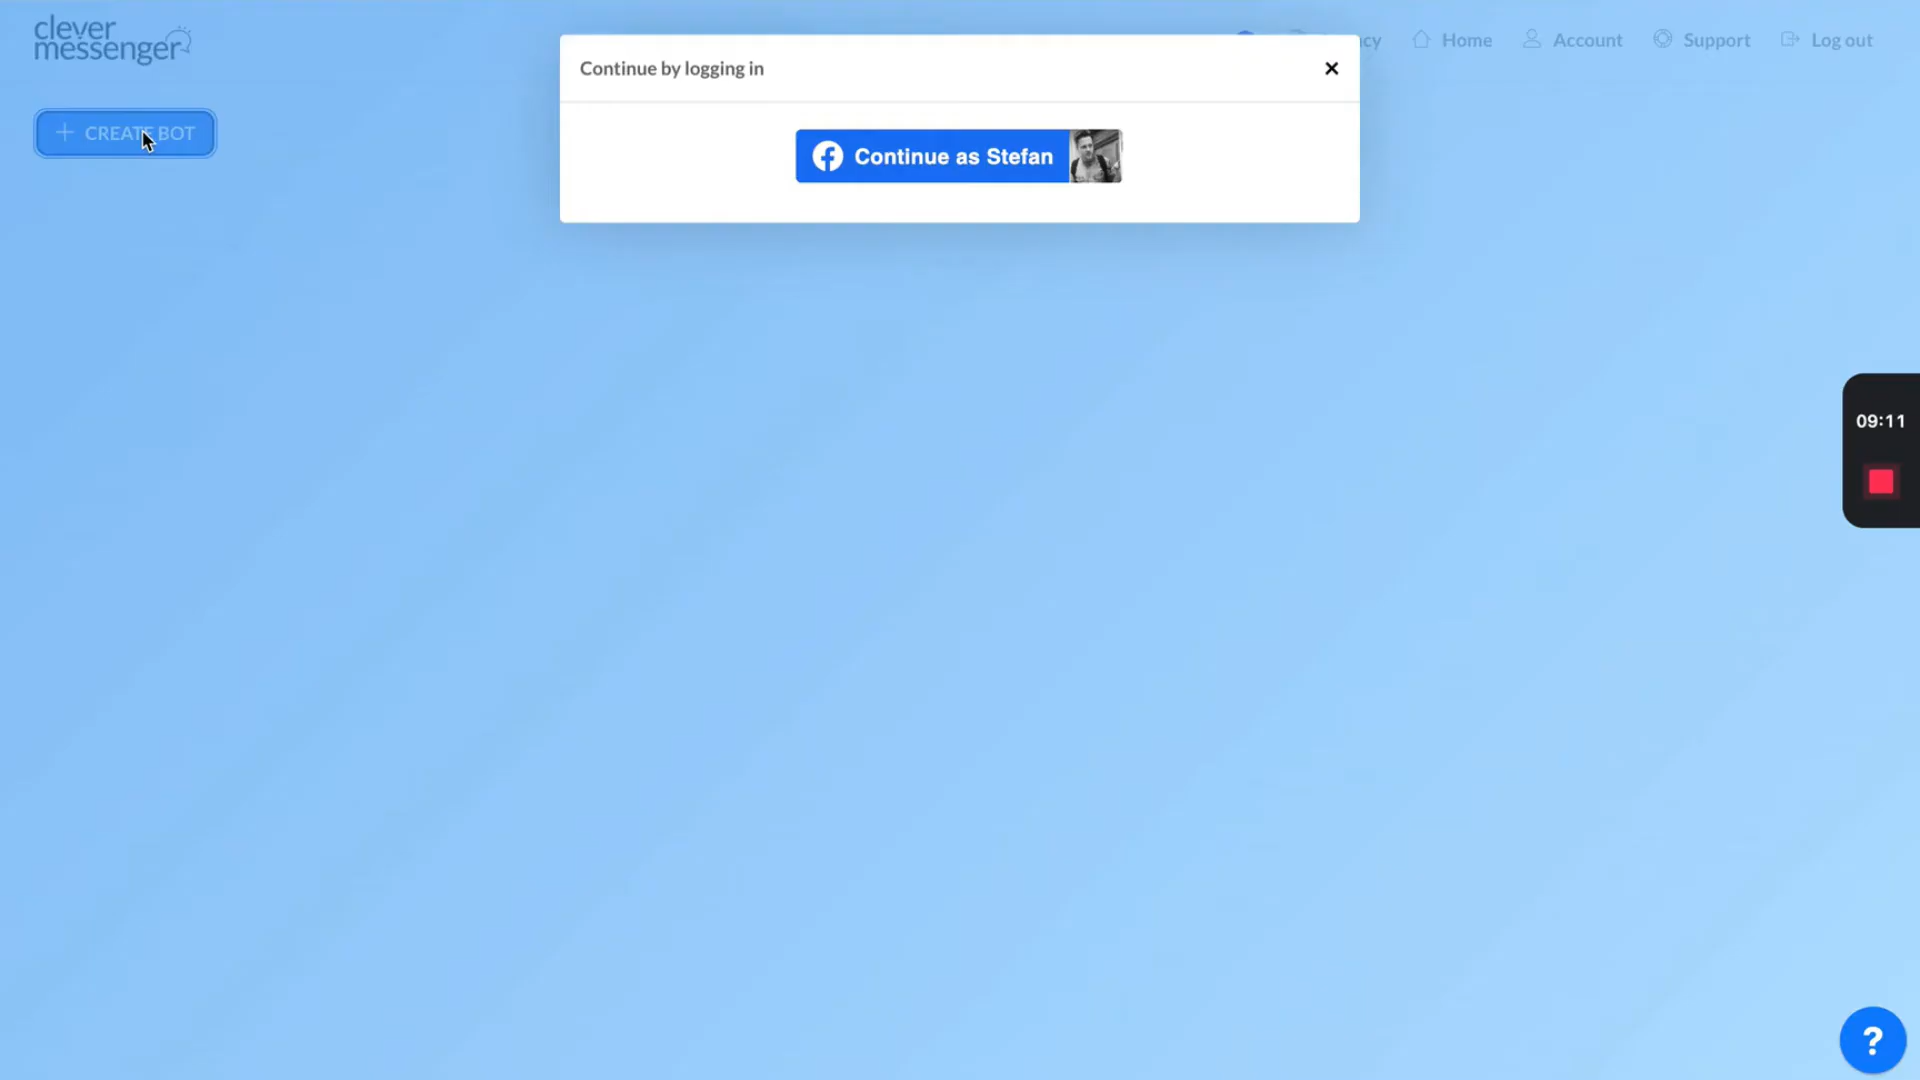 clever
messenger
Continue by logging in
Home
Account
Support
Log out
CREATE BOT
Continue as Stefan
09:11
?